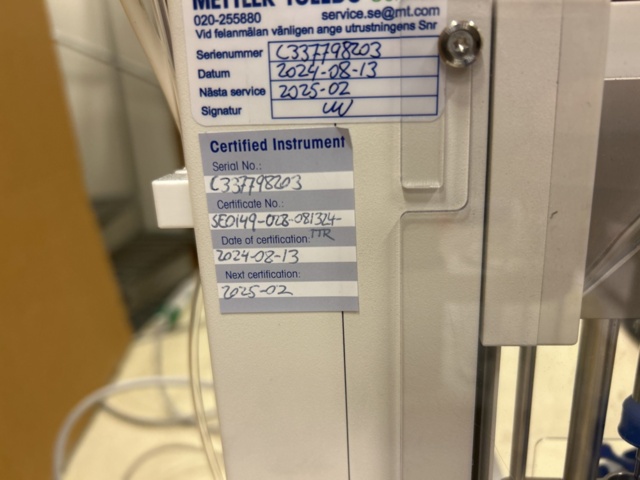 METTLER TOLEDO
020-255880 service.se@mt.com
Vid felanmälan vänligen ange utrustningens Snr
Serienummer C337798203
Datum 2024-08-13
Nästa service 2025-02
Signatur
Certified Instrument
Serial No.:
C337798203
Certificate No.:
SE0149-028-081324-
TTR
Date of certification:
2024-08-13
Next certification:
2025-02